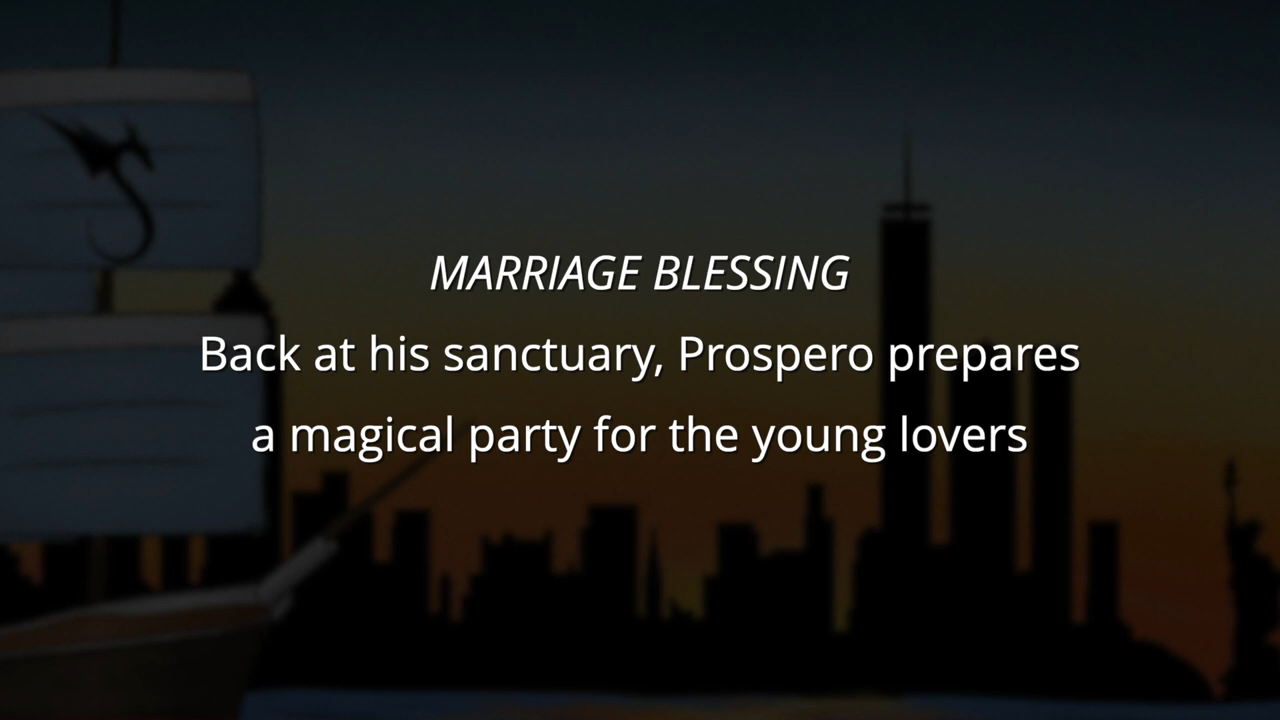 MARRIAGE BLESSING
Back at his sanctuary, Prospero prepares
a magical party for the young lovers